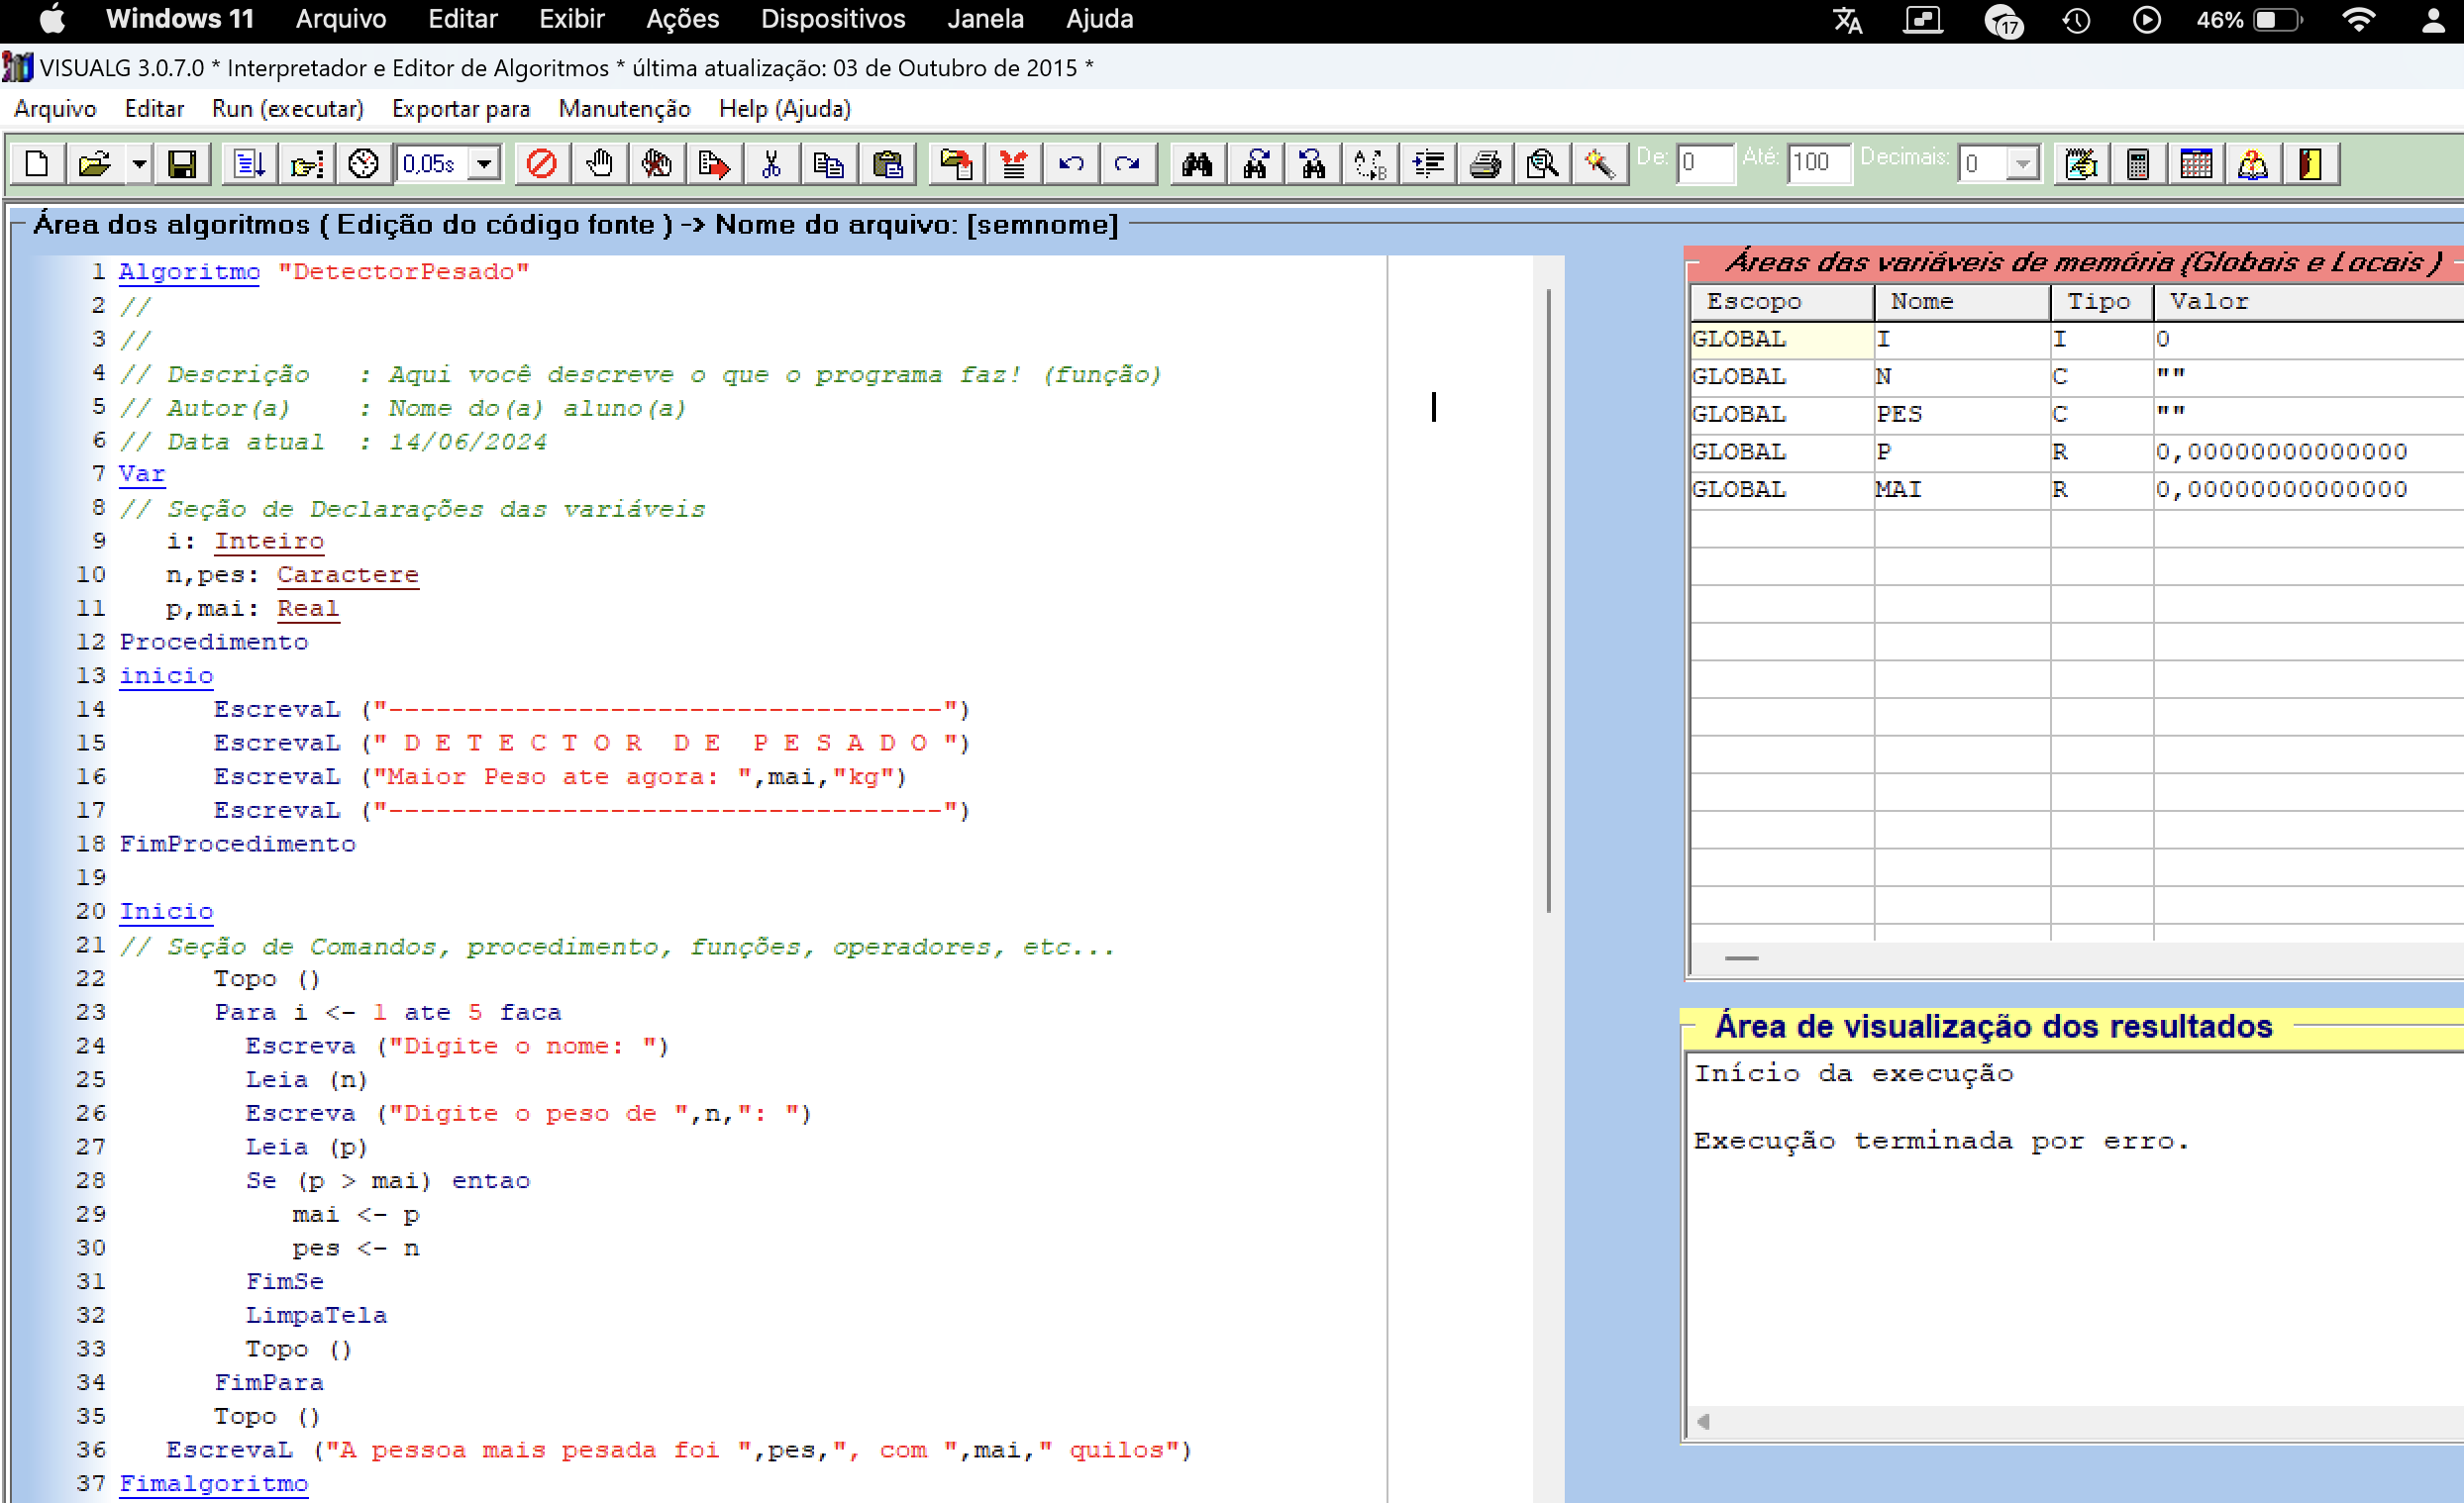 Windows 11 Arquivo Editar Exibir Ações Dispositivos Janela Ajuda 17 46%
VISUALG 3.0.7.0 * Interpretador e Editor de Algoritmos * última atualização: 03 de Outubro de 2015 *
Arquivo Editar Run (executar) Exportar para Manutenção Help (Ajuda)
0,05s De: 0 Até: 100 Decimais: 0
Área dos algoritmos ( Edição do código fonte ) -> Nome do arquivo: [semnome]
1 Algoritmo "DetectorPesado"
2 //
3 //
4 // Descrição   : Aqui você descreve o que o programa faz! (função)
5 // Autor(a)    : Nome do(a) aluno(a)
6 // Data atual  : 14/06/2024
7 Var
8 // Seção de Declarações das variáveis
9    i: Inteiro
10    n,pes: Caractere
11    p,mai: Real
12 Procedimento
13 inicio
14       EscrevaL ("-----------------------------------")
15       EscrevaL (" D E T E C T O R  D E  P E S A D O ")
16       EscrevaL ("Maior Peso ate agora: ",mai,"kg")
17       EscrevaL ("-----------------------------------")
18 FimProcedimento
19
20 Inicio
21 // Seção de Comandos, procedimento, funções, operadores, etc...
22       Topo ()
23       Para i <- 1 ate 5 faca
24         Escreva ("Digite o nome: ")
25         Leia (n)
26         Escreva ("Digite o peso de ",n,": ")
27         Leia (p)
28         Se (p > mai) entao
29            mai <- p
30            pes <- n
31         FimSe
32         LimpaTela
33         Topo ()
34       FimPara
35       Topo ()
36    EscrevaL ("A pessoa mais pesada foi ",pes,", com ",mai," quilos")
37 Fimalgoritmo
Áreas das variáveis de memória (Globais e Locais )
Escopo Nome Tipo Valor
GLOBAL I I 0
GLOBAL N C ""
GLOBAL PES C ""
GLOBAL P R 0,00000000000000
GLOBAL MAI R 0,00000000000000
Área de visualização dos resultados
Início da execução
Execução terminada por erro.